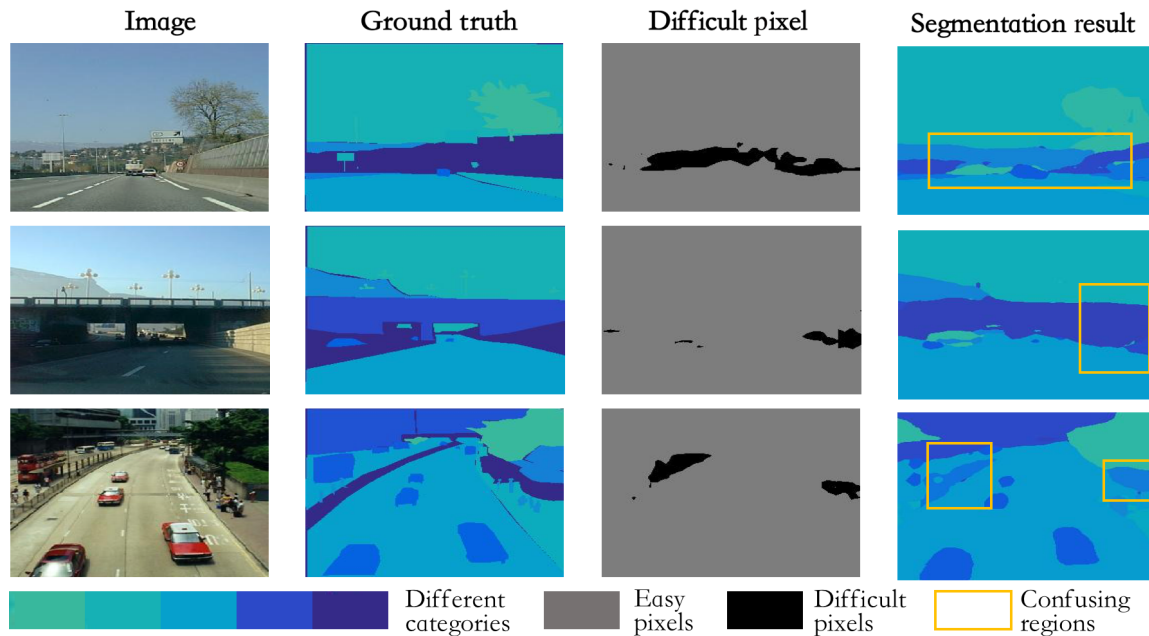 Image
Ground truth
Difficult pixel
Segmentation result
Different
categories
Easy
pixels
Difficult
pixels
Confusing
regions